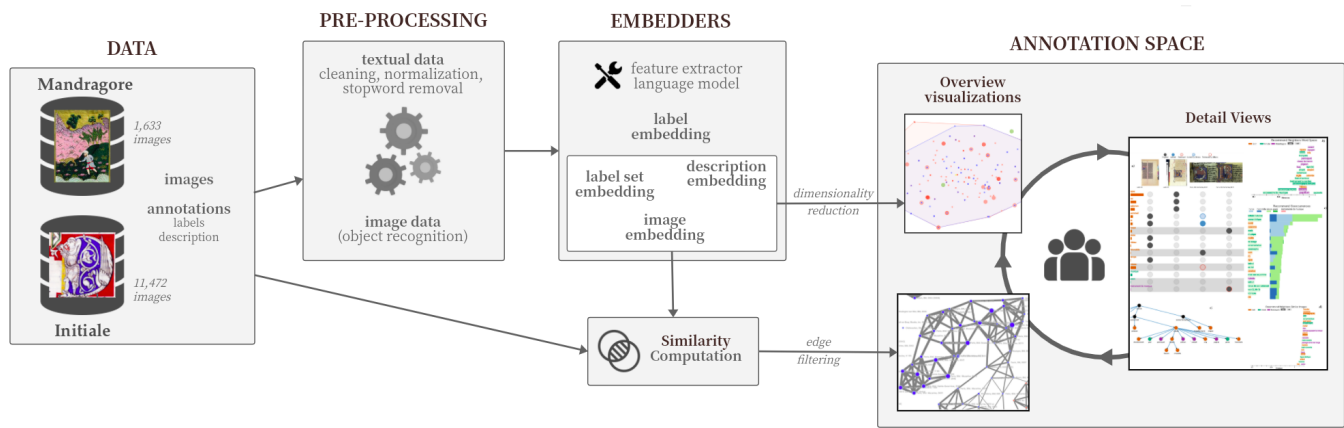 DATA
Mandragore
1,633
images
images
annotations
labels
description
11,472
images
Initiale
PRE-PROCESSING
textual data
cleaning, normalization,
stopword removal
image data
(object recognition)
EMBEDDERS
feature extractor
language model
label
embedding
label set
embedding
description
embedding
image
embedding
Similarity
Computation
dimensionality
reduction
edge
filtering
ANNOTATION SPACE
Overview
visualizations
Detail Views